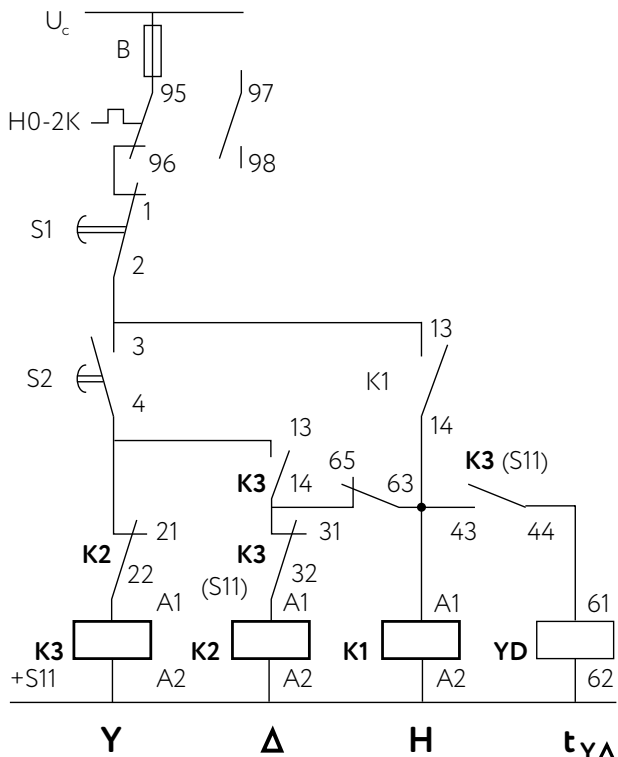 U_c
B
95 97
H0-2K
96 98
1
S1
2
3 13
S2 K1
4 14
13
65 63 K3 (S11)
K3 14
43 44
K2 21 K3 31
22 (S11) 32
A1 A1 A1 61
K3 K2 K1 YD
+S11 A2 A2 A2 62
Y Δ H t_YΔ